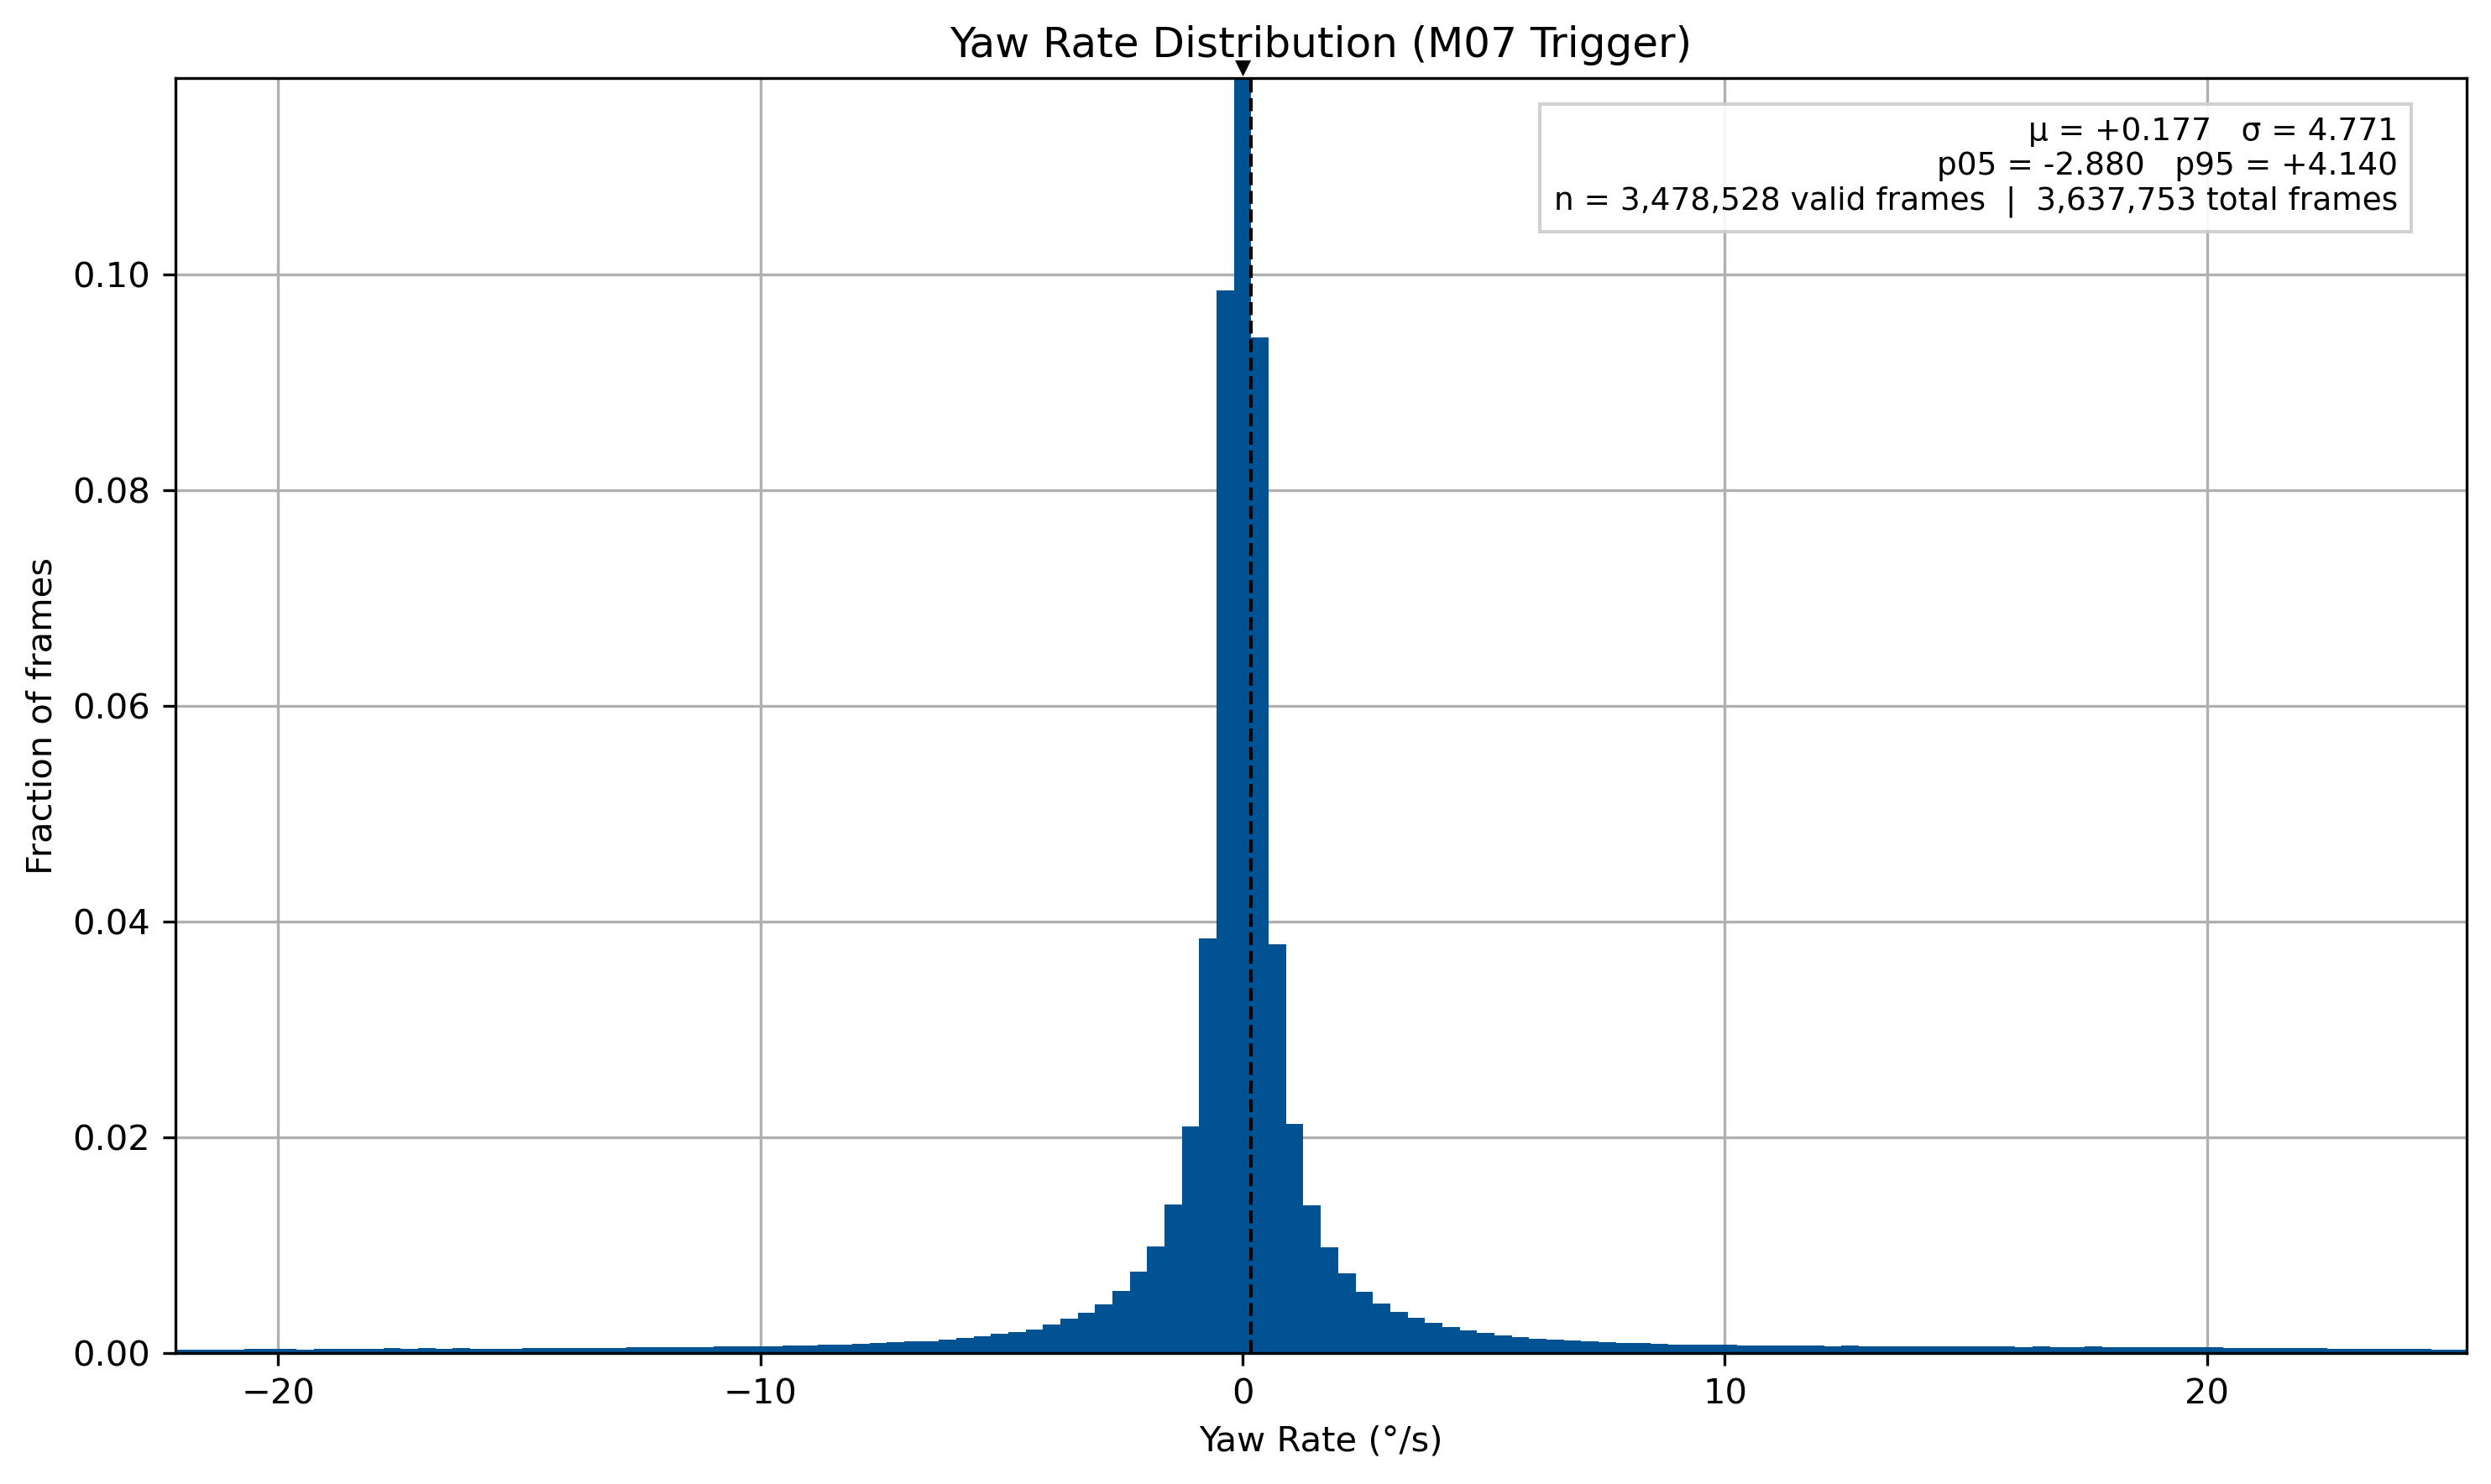 Yaw Rate Distribution (M07 Trigger)
μ = +0.177   σ = 4.771
p05 = -2.880   p95 = +4.140
n = 3,478,528 valid frames  |  3,637,753 total frames
Fraction of frames
0.10
0.08
0.06
0.04
0.02
0.00
−20
−10
0
10
20
Yaw Rate (°/s)